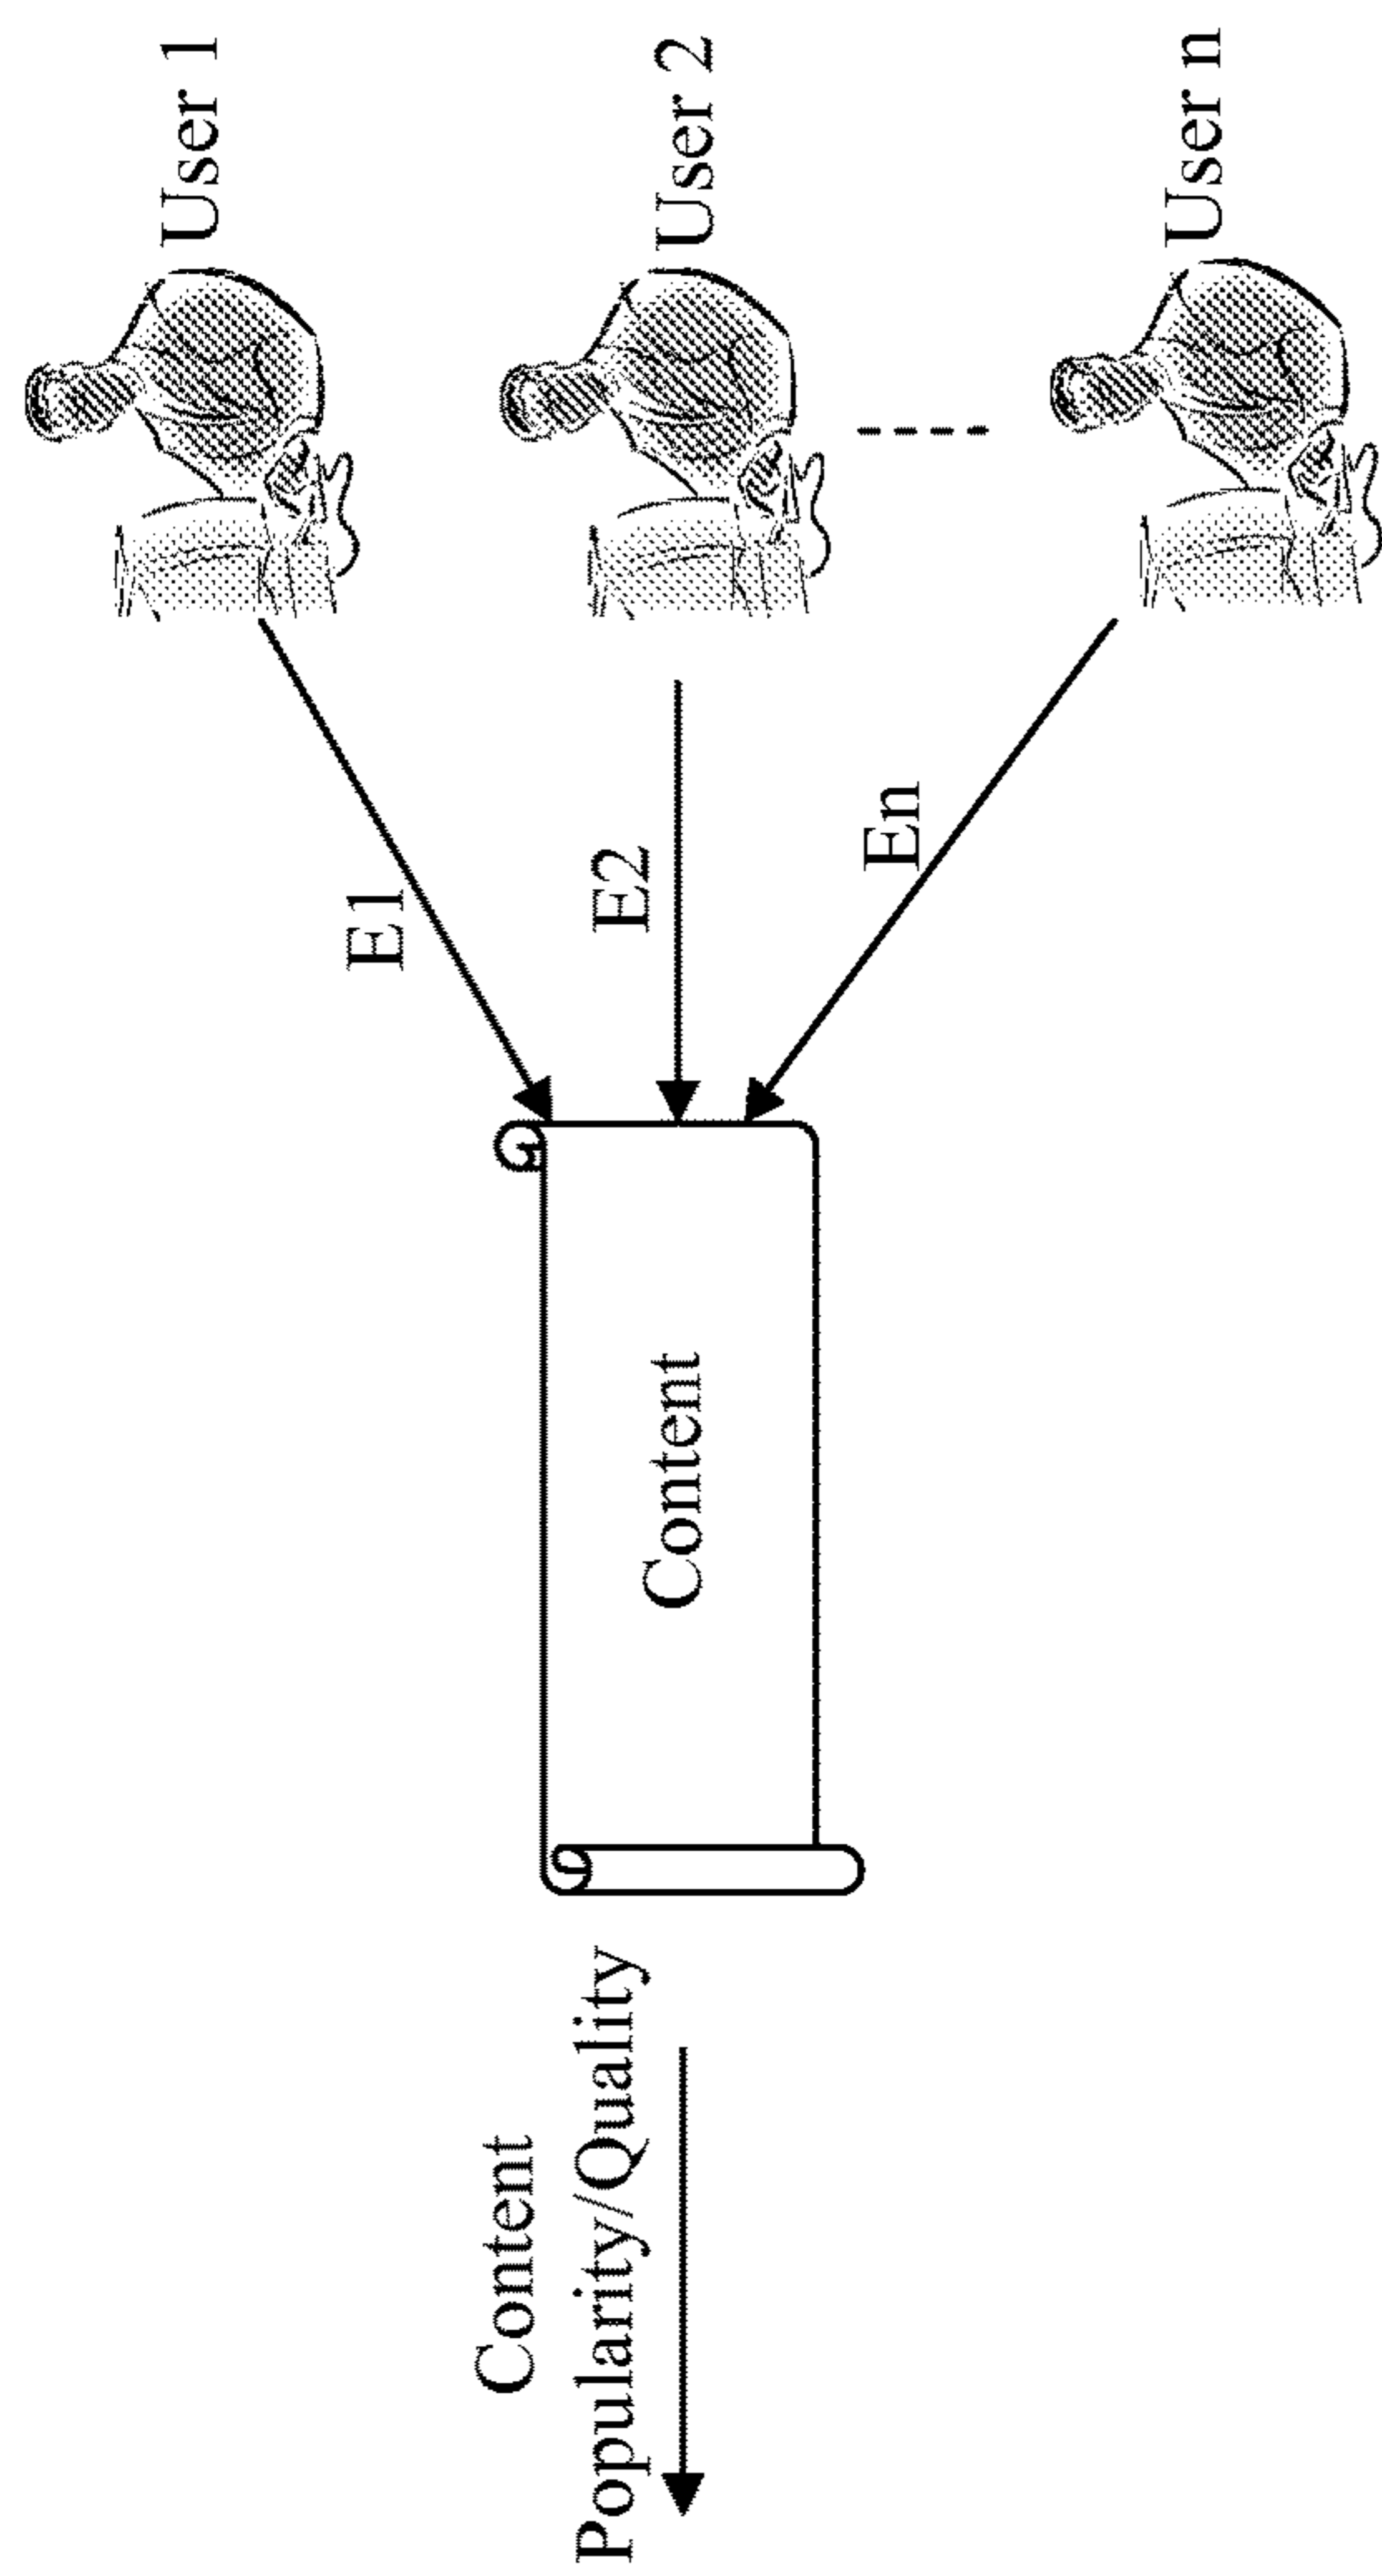 Content
Popularity/Quality
Content
E1
E2
En
User 1
User 2
User n